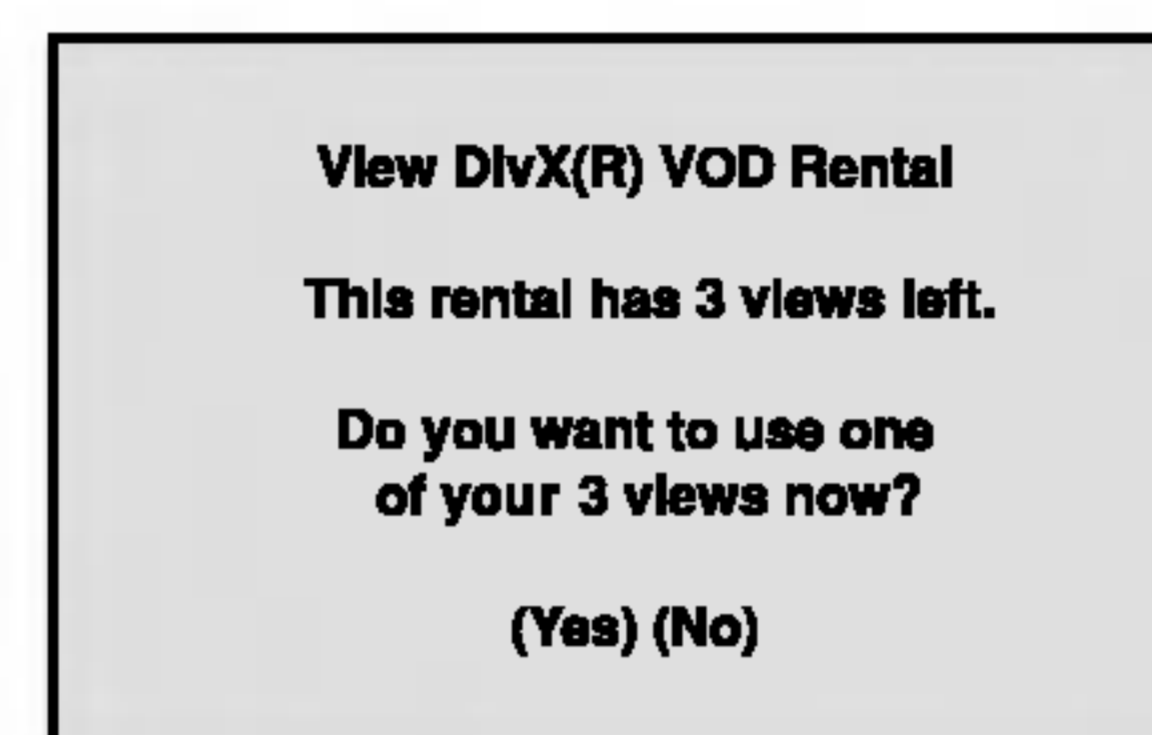 View DivX(R) VOD Rental
This rental has 3 views left.
Do you want to use one
of your 3 views now?
(Yes) (No)